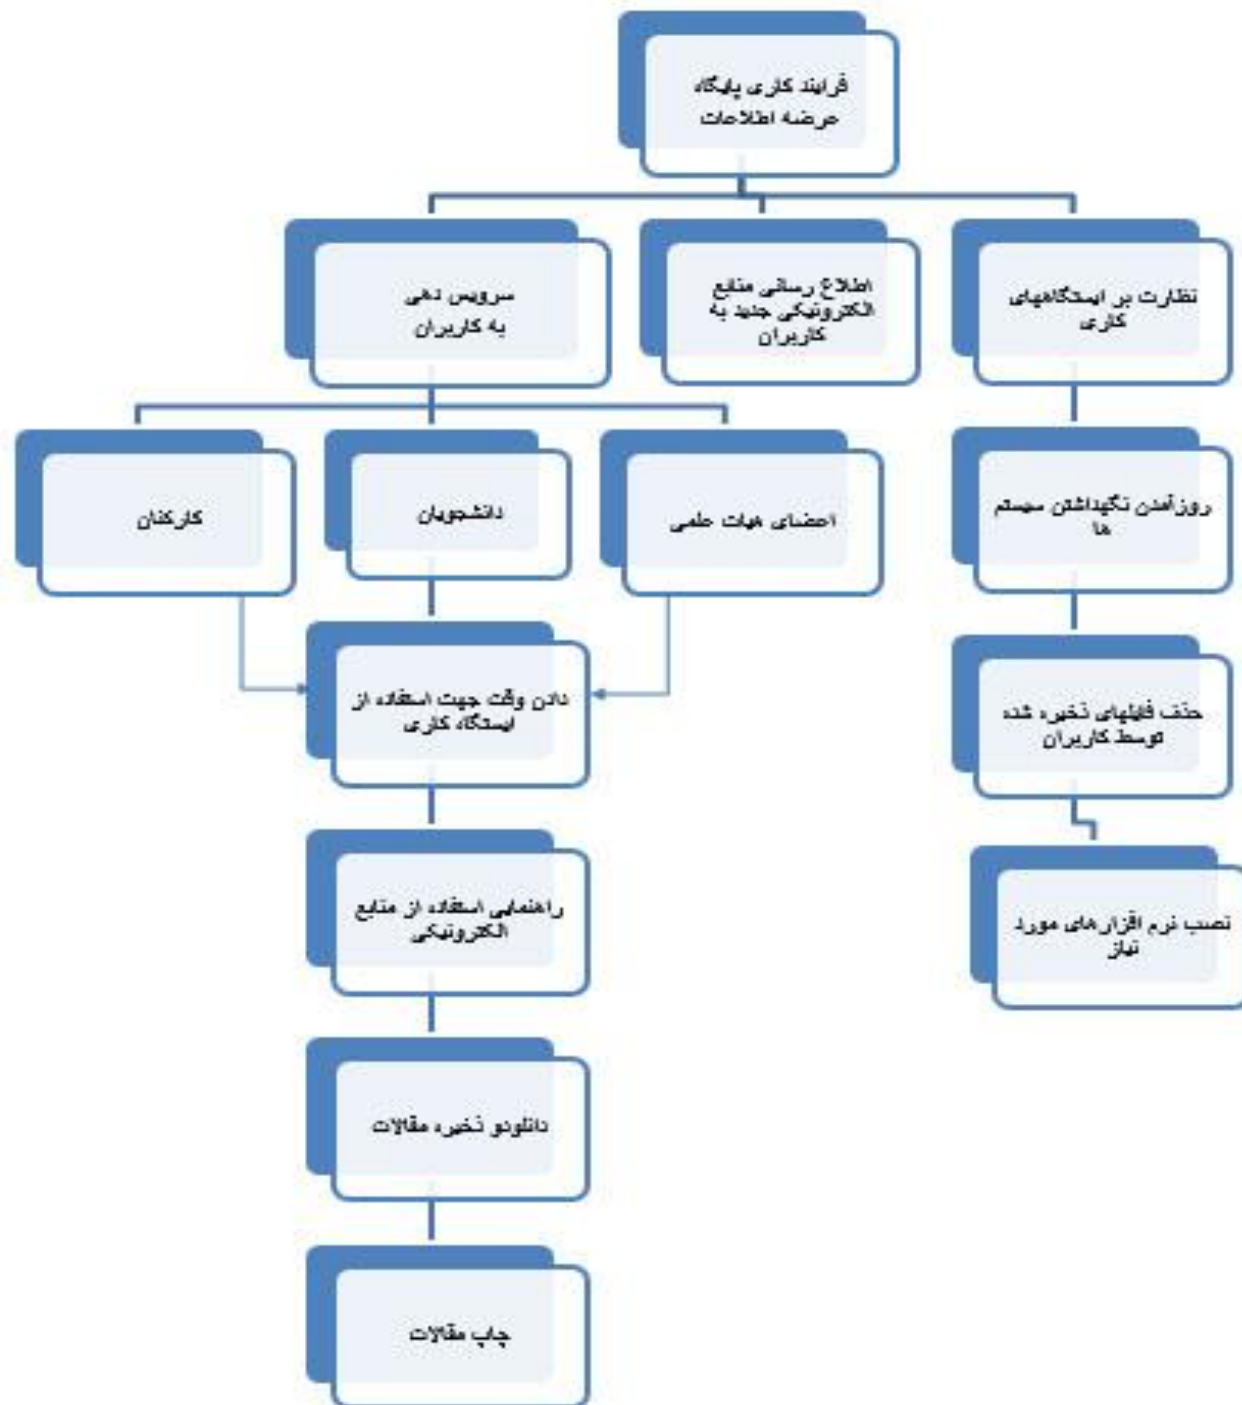 فرایند کاری پایگاه
عرضه اطلاعات
نظارت بر ایستگاههای
کاری
اطلاع رسانی منابع
الکترونیکی جدید به
کاربران
سرویس دهی
به کاربران
روزآمدن نگهداشتن سیستم
ها
اعضای هیات علمی
دانشجویان
کارکنان
حذف فایلهای ذخیره شده
توسط کاربران
دادن وقت جهت استفاده از
ایستگاه کاری
نصب نرم افزارهای مورد
نیاز
راهنمایی استفاده از منابع
الکترونیکی
دانلودو ذخیره مقالات
چاپ مقالات